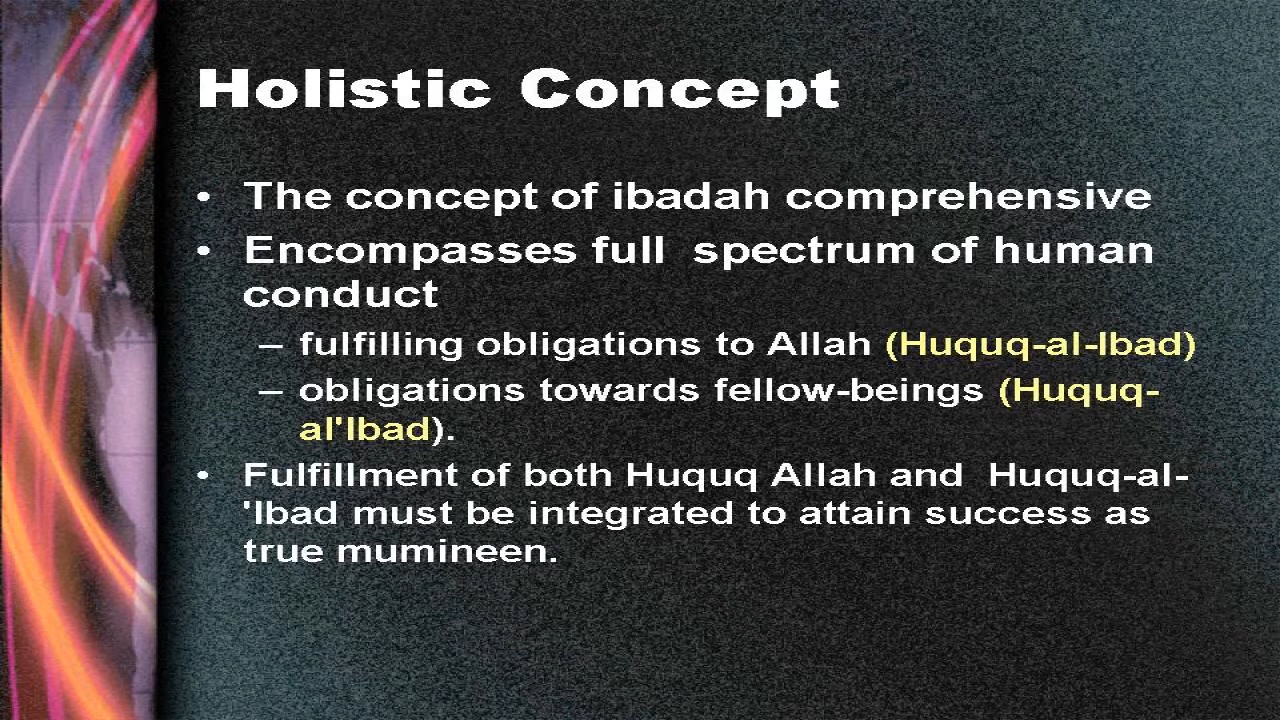 Holistic Concept
• The concept of ibadah comprehensive
• Encompasses full spectrum of human
conduct
– fulfilling obligations to Allah (Huquq-al-Ibad)
– obligations towards fellow-beings (Huquq-
al'Ibad).
• Fulfillment of both Huquq Allah and Huquq-al-
'Ibad must be integrated to attain success as
true mumineen.